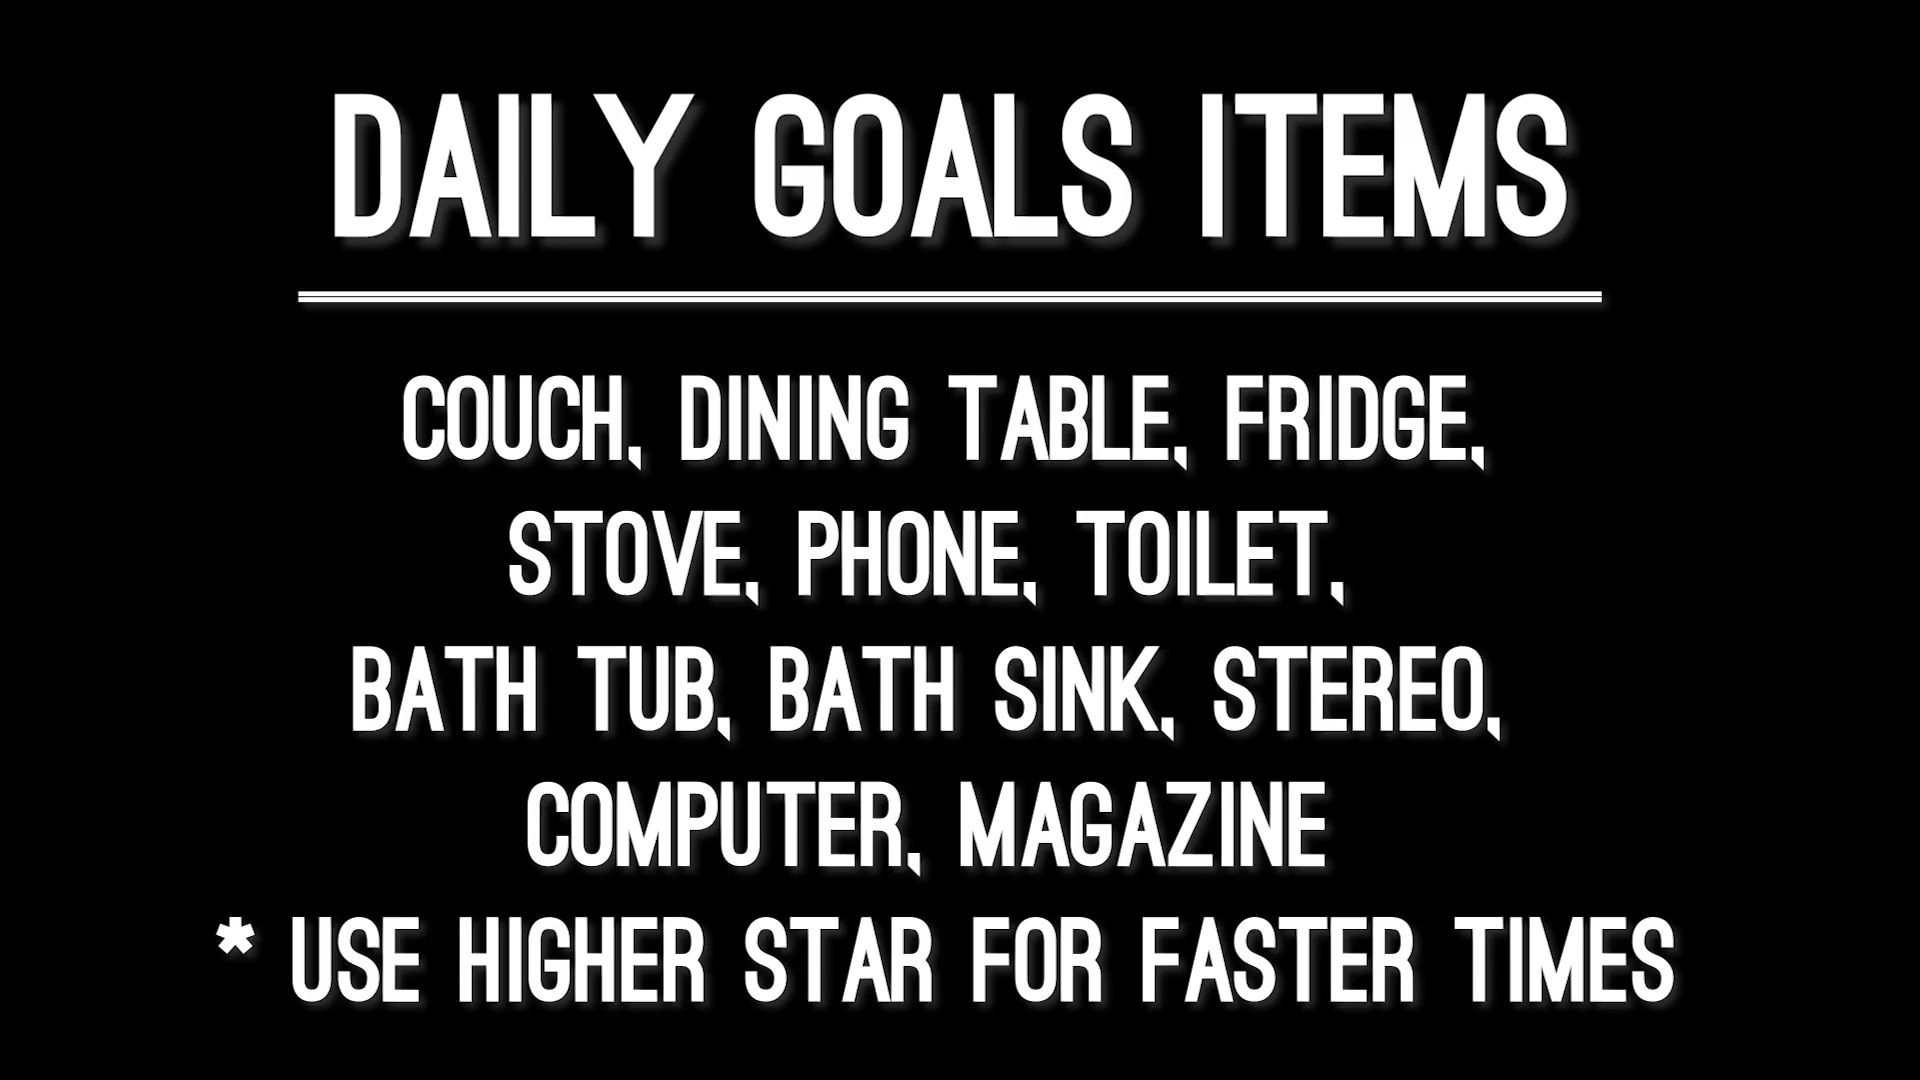 DAILY GOALS ITEMS
COUCH, DINING TABLE, FRIDGE,
STOVE, PHONE, TOILET,
BATH TUB, BATH SINK, STEREO,
COMPUTER, MAGAZINE
* USE HIGHER STAR FOR FASTER TIMES